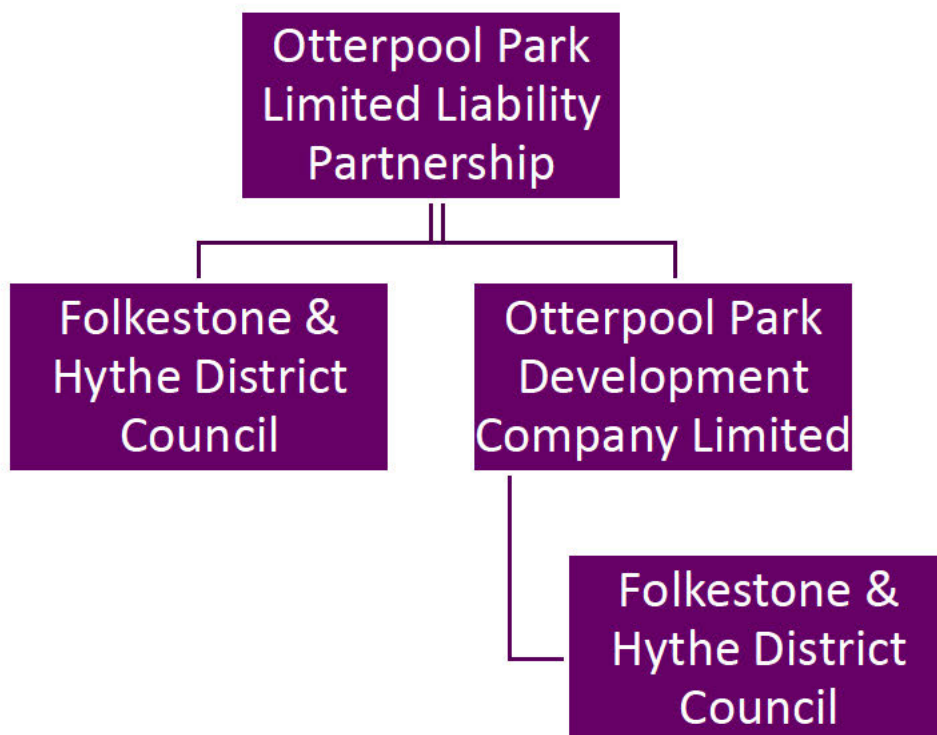 Otterpool Park
Limited Liability
Partnership
Folkestone &
Hythe District
Council
Otterpool Park
Development
Company Limited
Folkestone &
Hythe District
Council